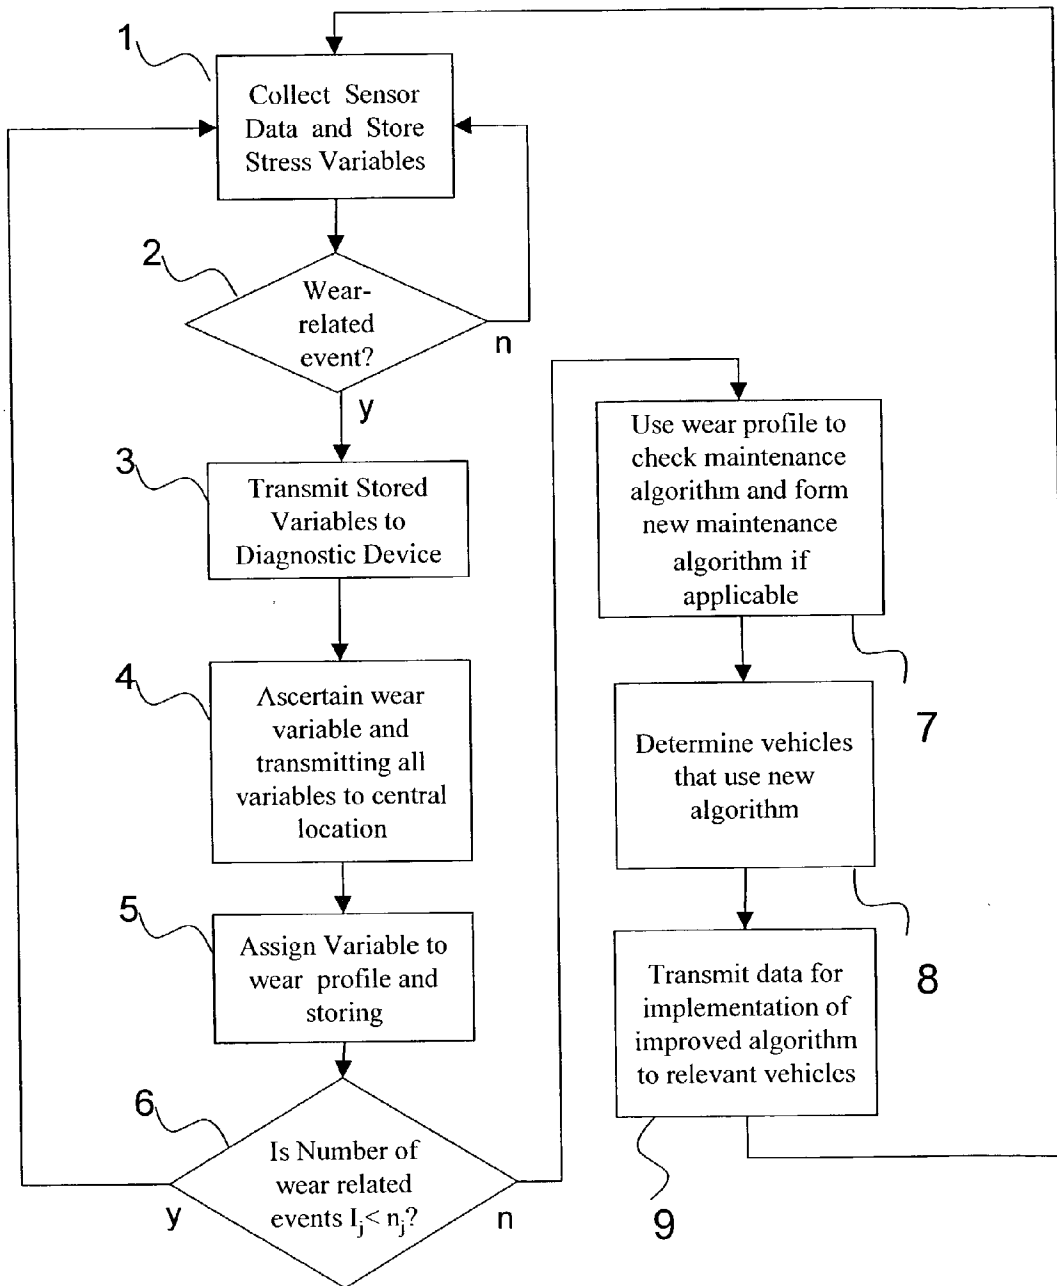 1
Collect Sensor
Data and Store
Stress Variables
2
Wear-
related
event?
n
y
3
Transmit Stored
Variables to
Diagnostic Device
4
Ascertain wear
variable and
transmitting all
variables to central
location
5
Assign Variable to
wear profile and
storing
6
Is Number of
wear related
events Ij< nj?
y
n
Use wear profile to
check maintenance
algorithm and form
new maintenance
algorithm if
applicable
7
Determine vehicles
that use new
algorithm
8
Transmit data for
implementation of
improved algorithm
to relevant vehicles
9